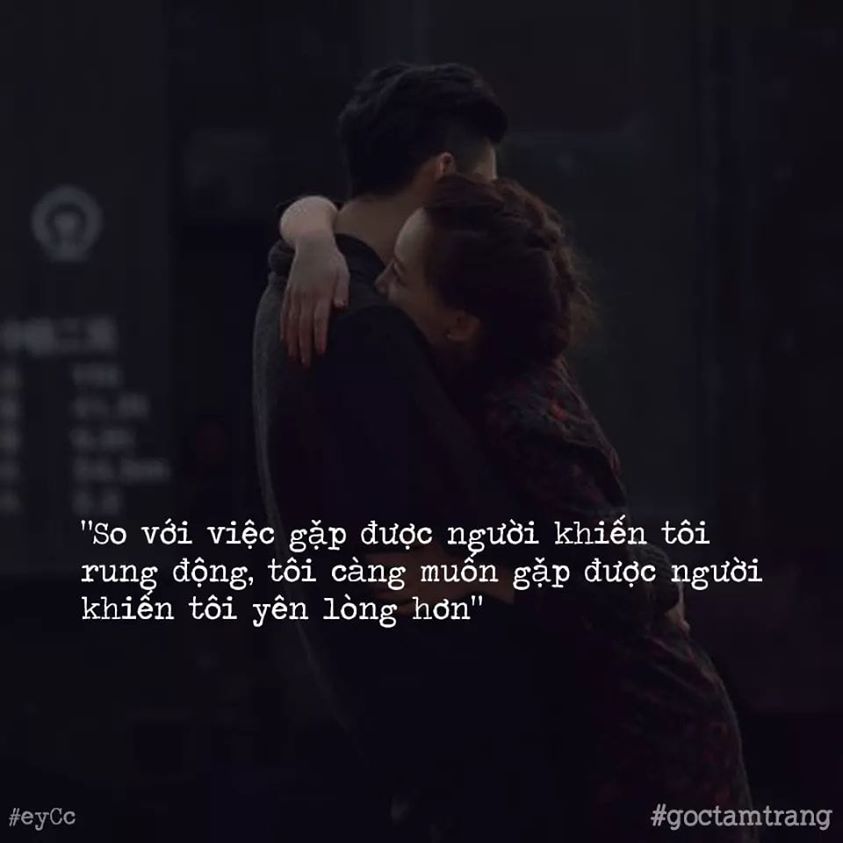 "So với việc gặp được người khiến tôi
rung động, tôi càng muốn gặp được người
khiến tôi yên lòng hơn"
#eyCc
#goctamtrang